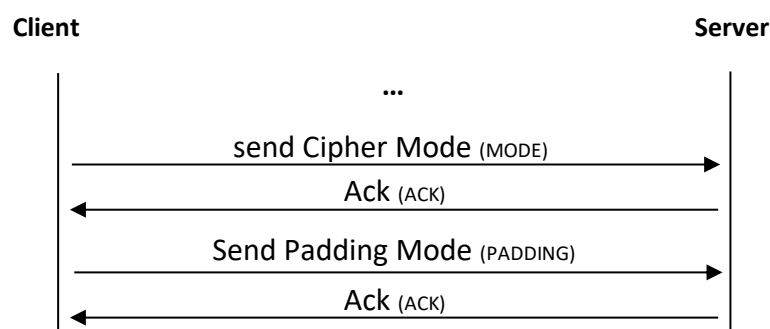 Client Server
...
send Cipher Mode (MODE)
Ack (ACK)
Send Padding Mode (PADDING)
Ack (ACK)